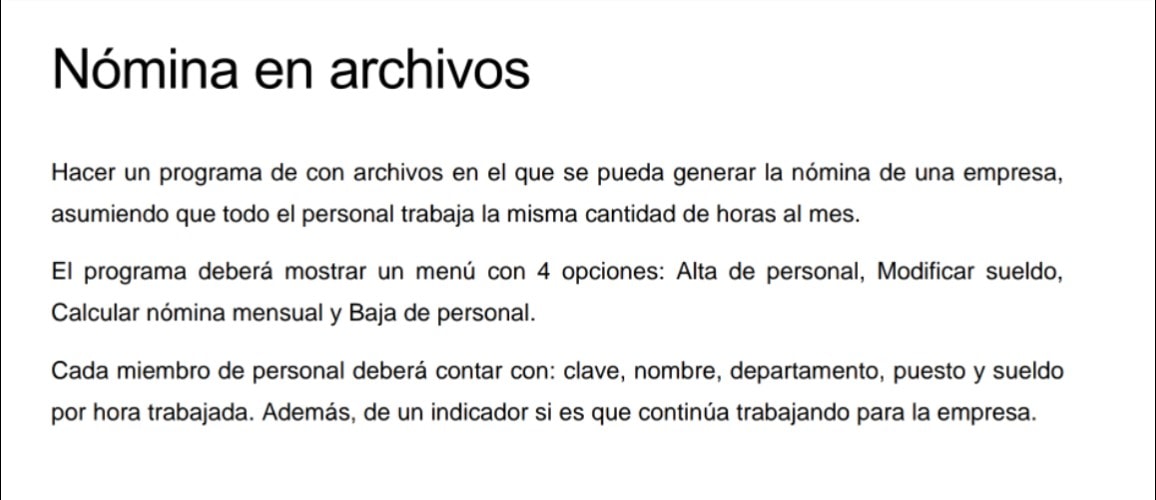 Nómina en archivos
Hacer un programa de con archivos en el que se pueda generar la nómina de una empresa,
asumiendo que todo el personal trabaja la misma cantidad de horas al mes.
El programa deberá mostrar un menú con 4 opciones: Alta de personal, Modificar sueldo,
Calcular nómina mensual y Baja de personal.
Cada miembro de personal deberá contar con: clave, nombre, departamento, puesto y sueldo
por hora trabajada. Además, de un indicador si es que continúa trabajando para la empresa.